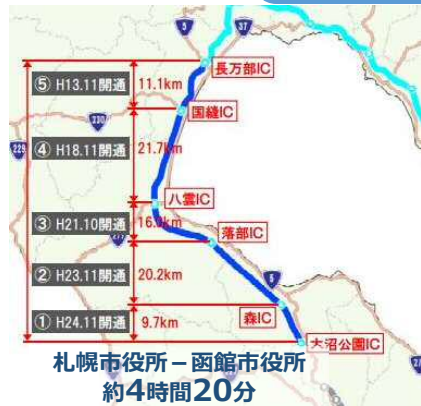 37
長万部IC
⑤ H13.11開通 11.1km
国縫IC
230
④ H18.11開通 21.7km
229
八雲IC
③ H21.10開通
277
落部IC
② H23.11開通 20.2km
5
森IC
① H24.11開通 9.7km
大沼公園IC
札幌市役所－函館市役所
約4時間20分